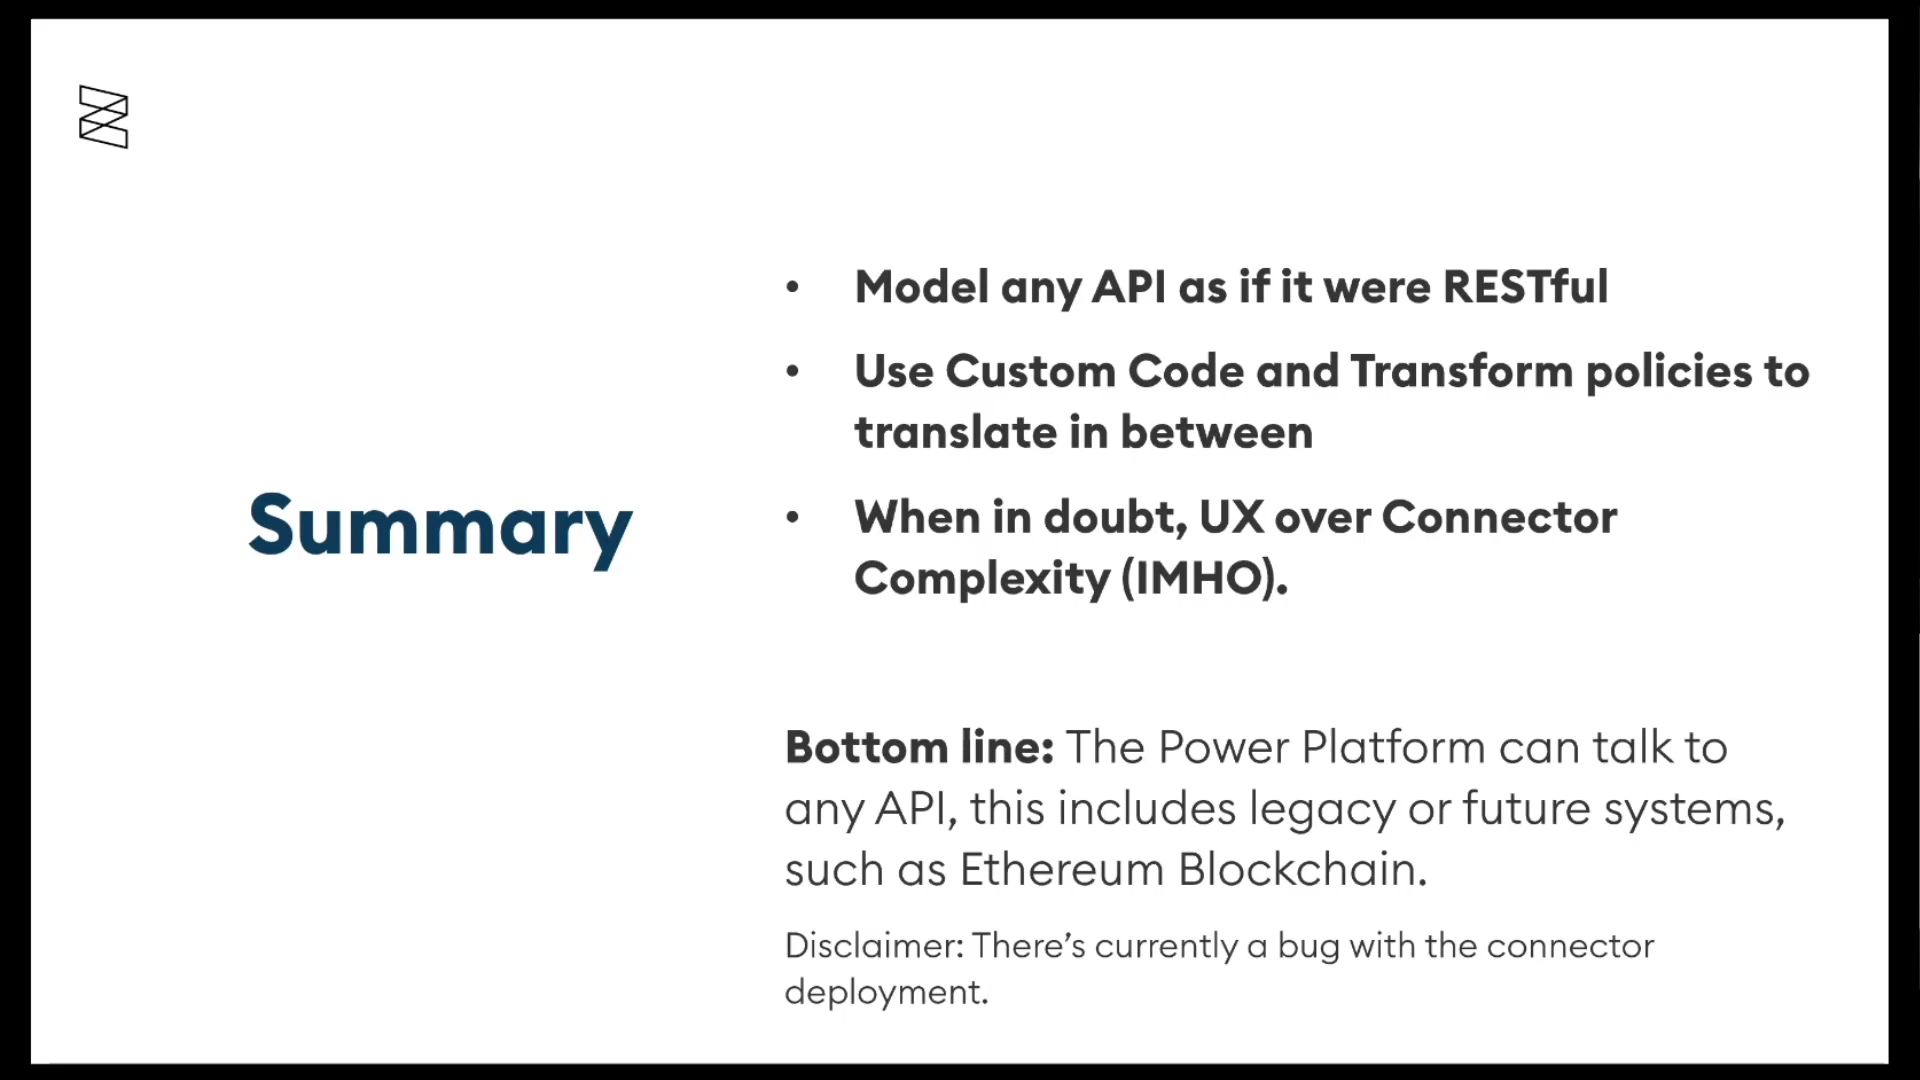 Summary
• Model any API as if it were RESTful
• Use Custom Code and Transform policies to
translate in between
• When in doubt, UX over Connector
Complexity (IMHO).
Bottom line: The Power Platform can talk to
any API, this includes legacy or future systems,
such as Ethereum Blockchain.
Disclaimer: There’s currently a bug with the connector
deployment.